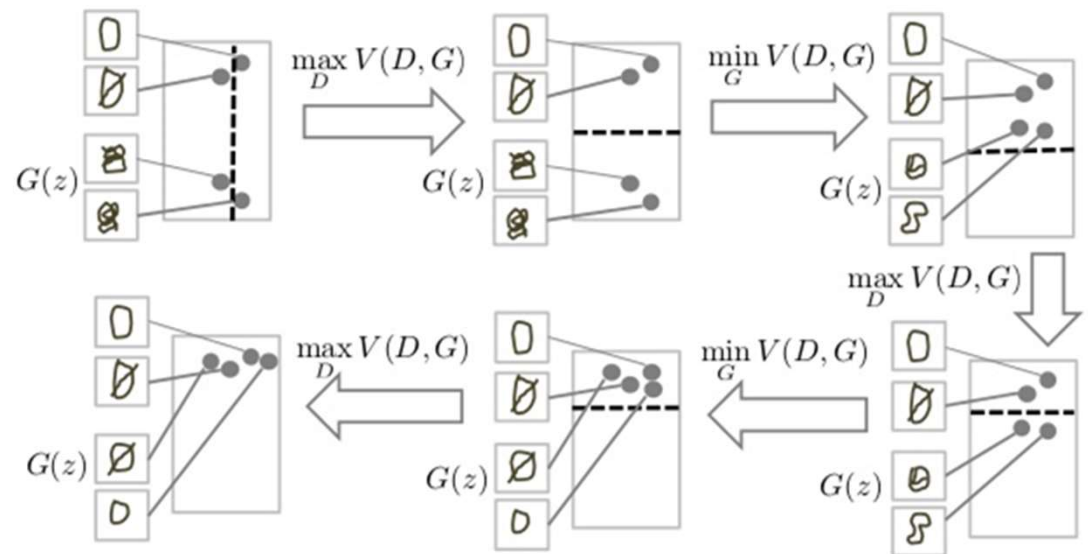 max V(D, G)
D
min V(D, G)
G
G(z)
G(z)
G(z)
max V(D, G)
D
max V(D, G)
D
min V(D, G)
G
G(z)
G(z)
G(z)